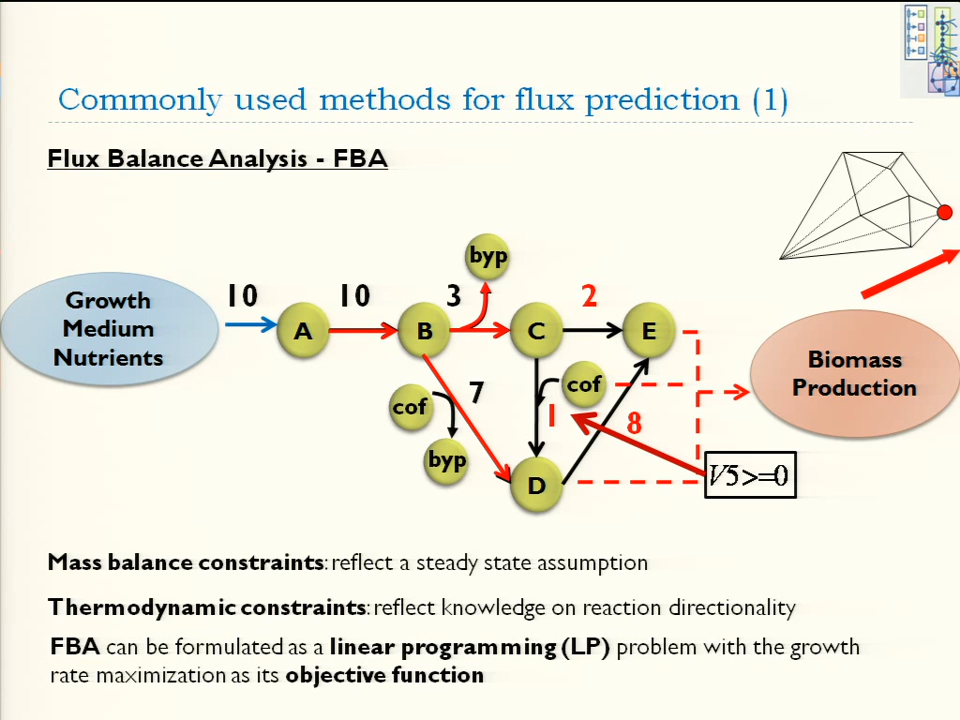 Commonly used methods for flux prediction (1)
Flux Balance Analysis - FBA
byp
10 10 3 2
Growth
Medium
Nutrients
A B C E
Biomass
Production
cof
7
cof
1 8
byp
D
V5>=0
Mass balance constraints: reflect a steady state assumption
Thermodynamic constraints: reflect knowledge on reaction directionality
FBA can be formulated as a linear programming (LP) problem with the growth
rate maximization as its objective function